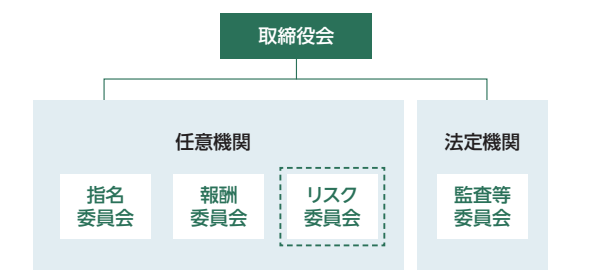 取締役会
任意機関
法定機関
指名
委員会
報酬
委員会
リスク
委員会
監査等
委員会